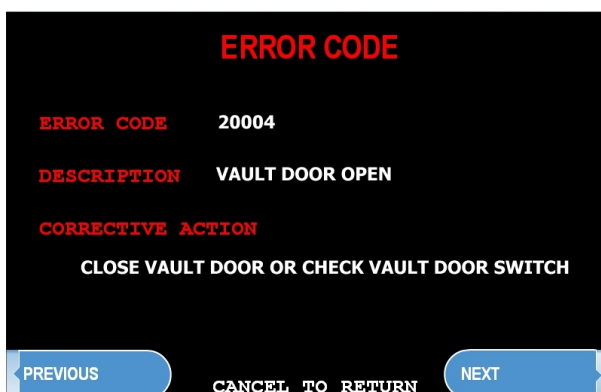 ERROR CODE
ERROR CODE 20004
DESCRIPTION VAULT DOOR OPEN
CORRECTIVE ACTION
CLOSE VAULT DOOR OR CHECK VAULT DOOR SWITCH
PREVIOUS CANCEL TO RETURN NEXT